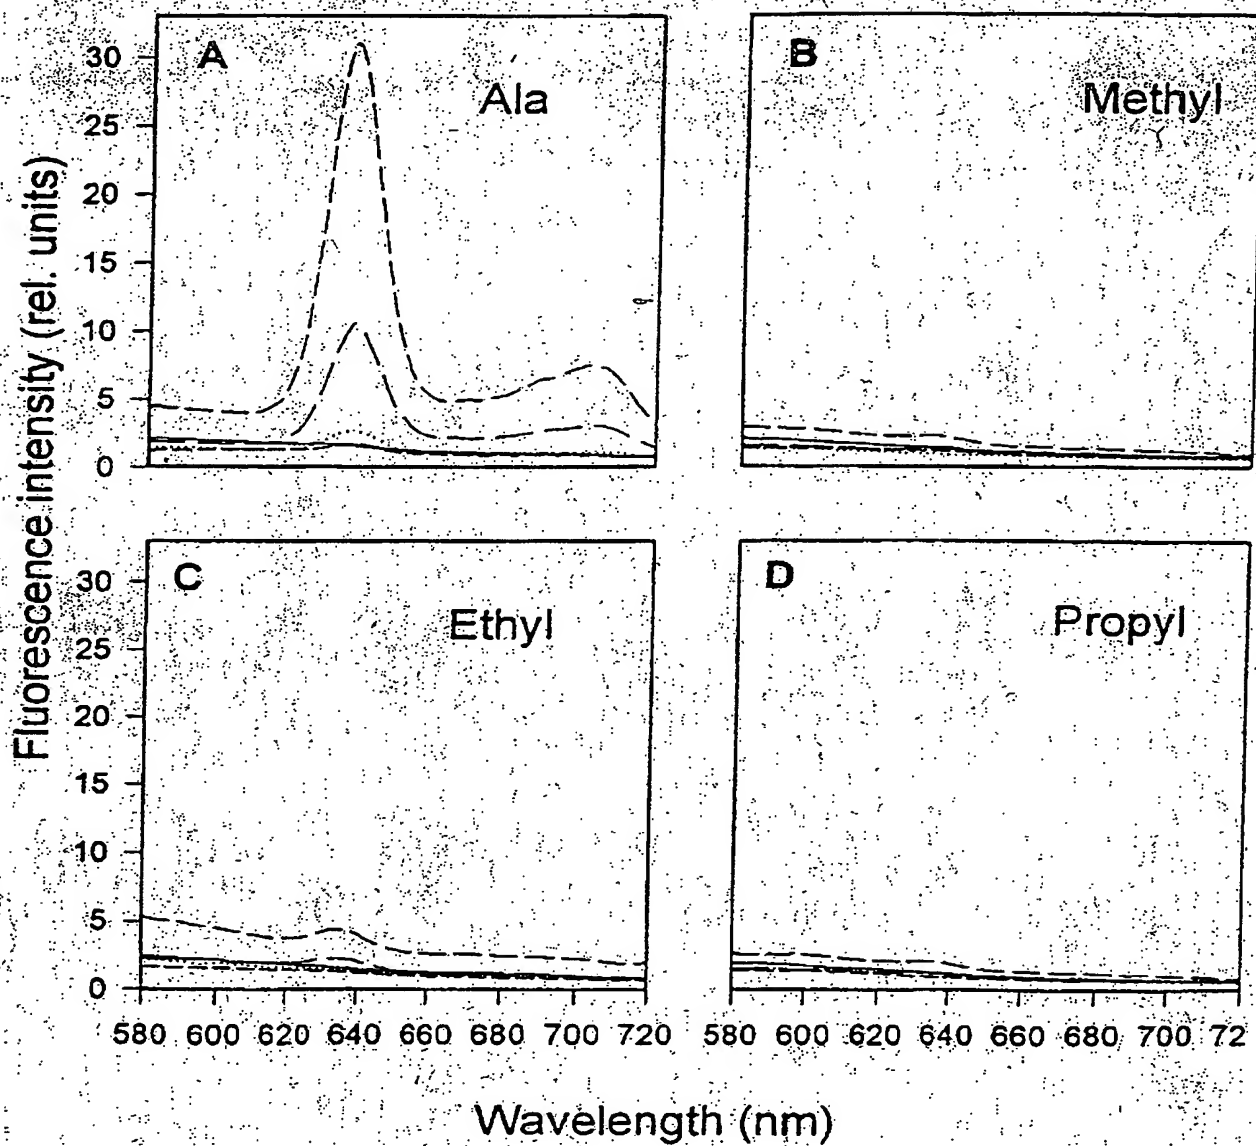 Fluorescence intensity (rel. units)
A
Ala
30
25
20
15
10
5
0
B
Methyl
C
Ethyl
30
25
20
15
10
5
0
580 600 620 640 660 680 700 720
D
Propyl
580 600 620 640 660 680 700 72
Wavelength (nm)